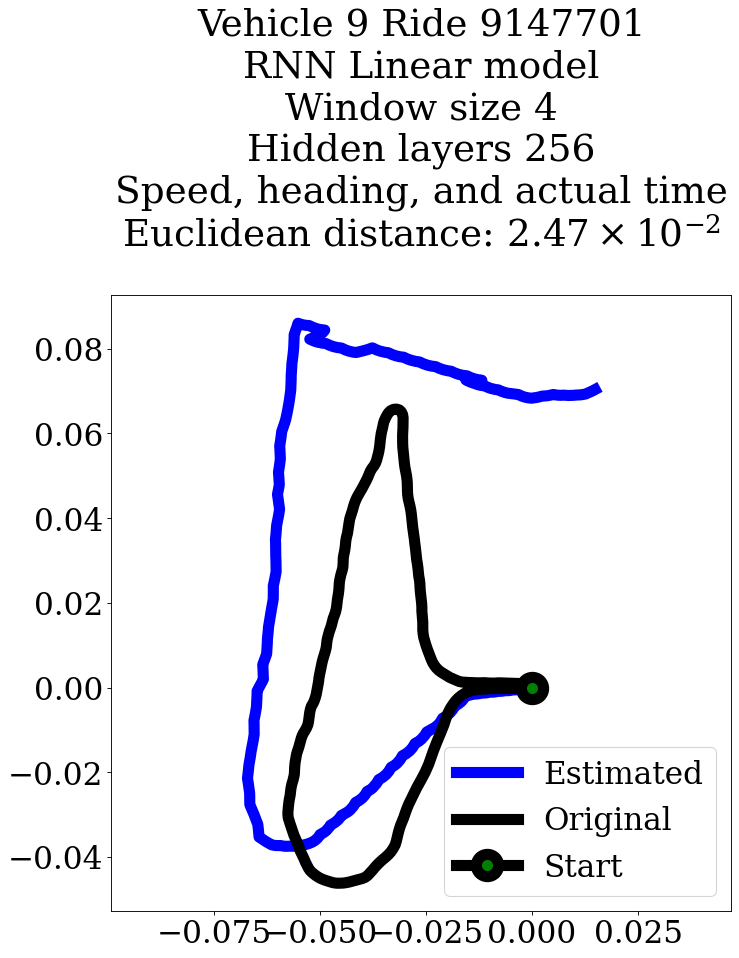 Vehicle 9 Ride 9147701
RNN Linear model
Window size 4
Hidden layers 256
Speed, heading, and actual time
Euclidean distance: 2.47 × 10⁻²
0.08
0.06
0.04
0.02
0.00
−0.02
−0.04
Estimated
Original
Start
−0.075 −0.050 −0.025 0.000 0.025